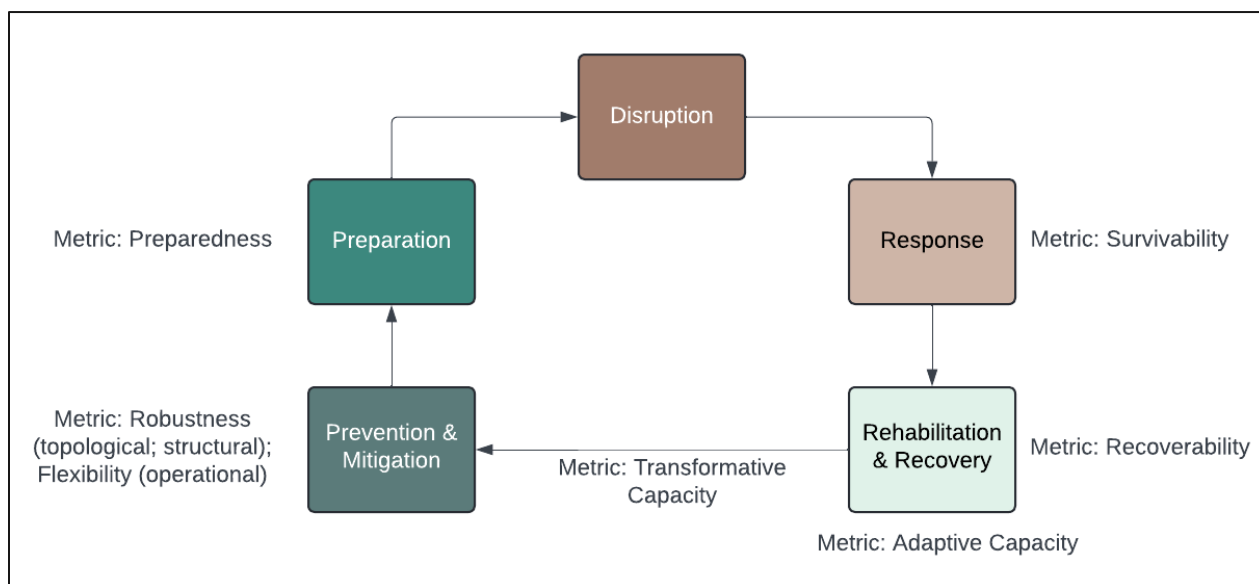 Disruption
Metric: Preparedness
Preparation
Response
Metric: Survivability
Metric: Robustness
(topological; structural);
Flexibility (operational)
Prevention &
Mitigation
Metric: Transformative
Capacity
Rehabilitation
& Recovery
Metric: Recoverability
Metric: Adaptive Capacity